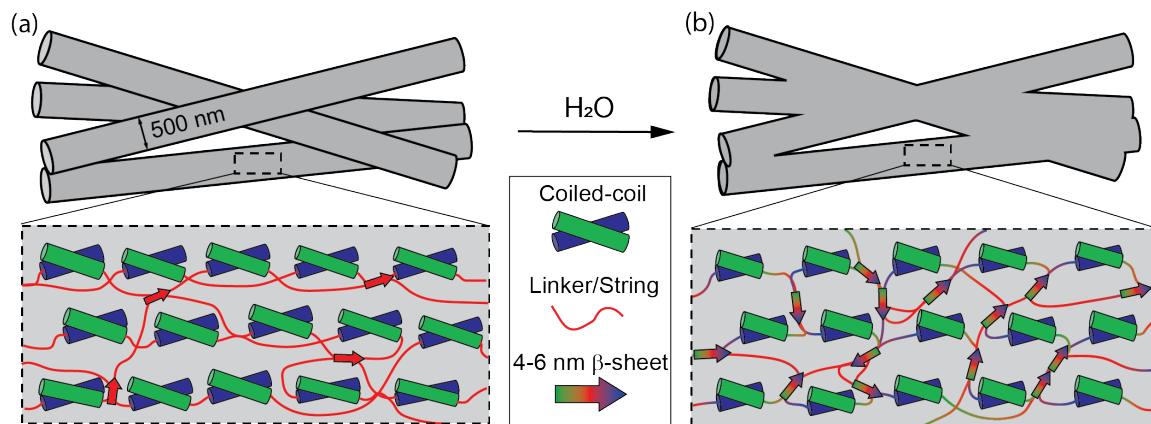 (a)
500 nm
H₂O
(b)
Coiled-coil
Linker/String
4-6 nm β-sheet